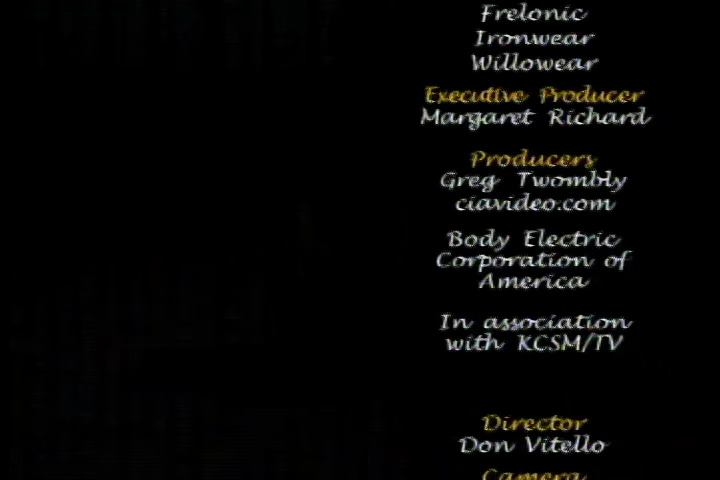 Frelonic
Ironwear
Willowear
Executive Producer
Margaret Richard
Producers
Greg Twombly
ciavideo.com
Body Electric
Corporation of
America
In association
with KCSM/TV
Director
Don Vitello
Camera